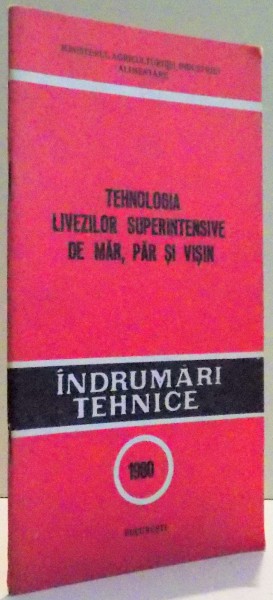 MINISTERUL AGRICULTURII ȘI INDUSTRIEI
ALIMENTARE
TEHNOLOGIA
LIVEZILOR SUPERINTENSIVE
DE MĂR, PĂR ȘI VIȘIN
ÎNDRUMĂRI
TEHNICE
1980
BUCUREȘTI